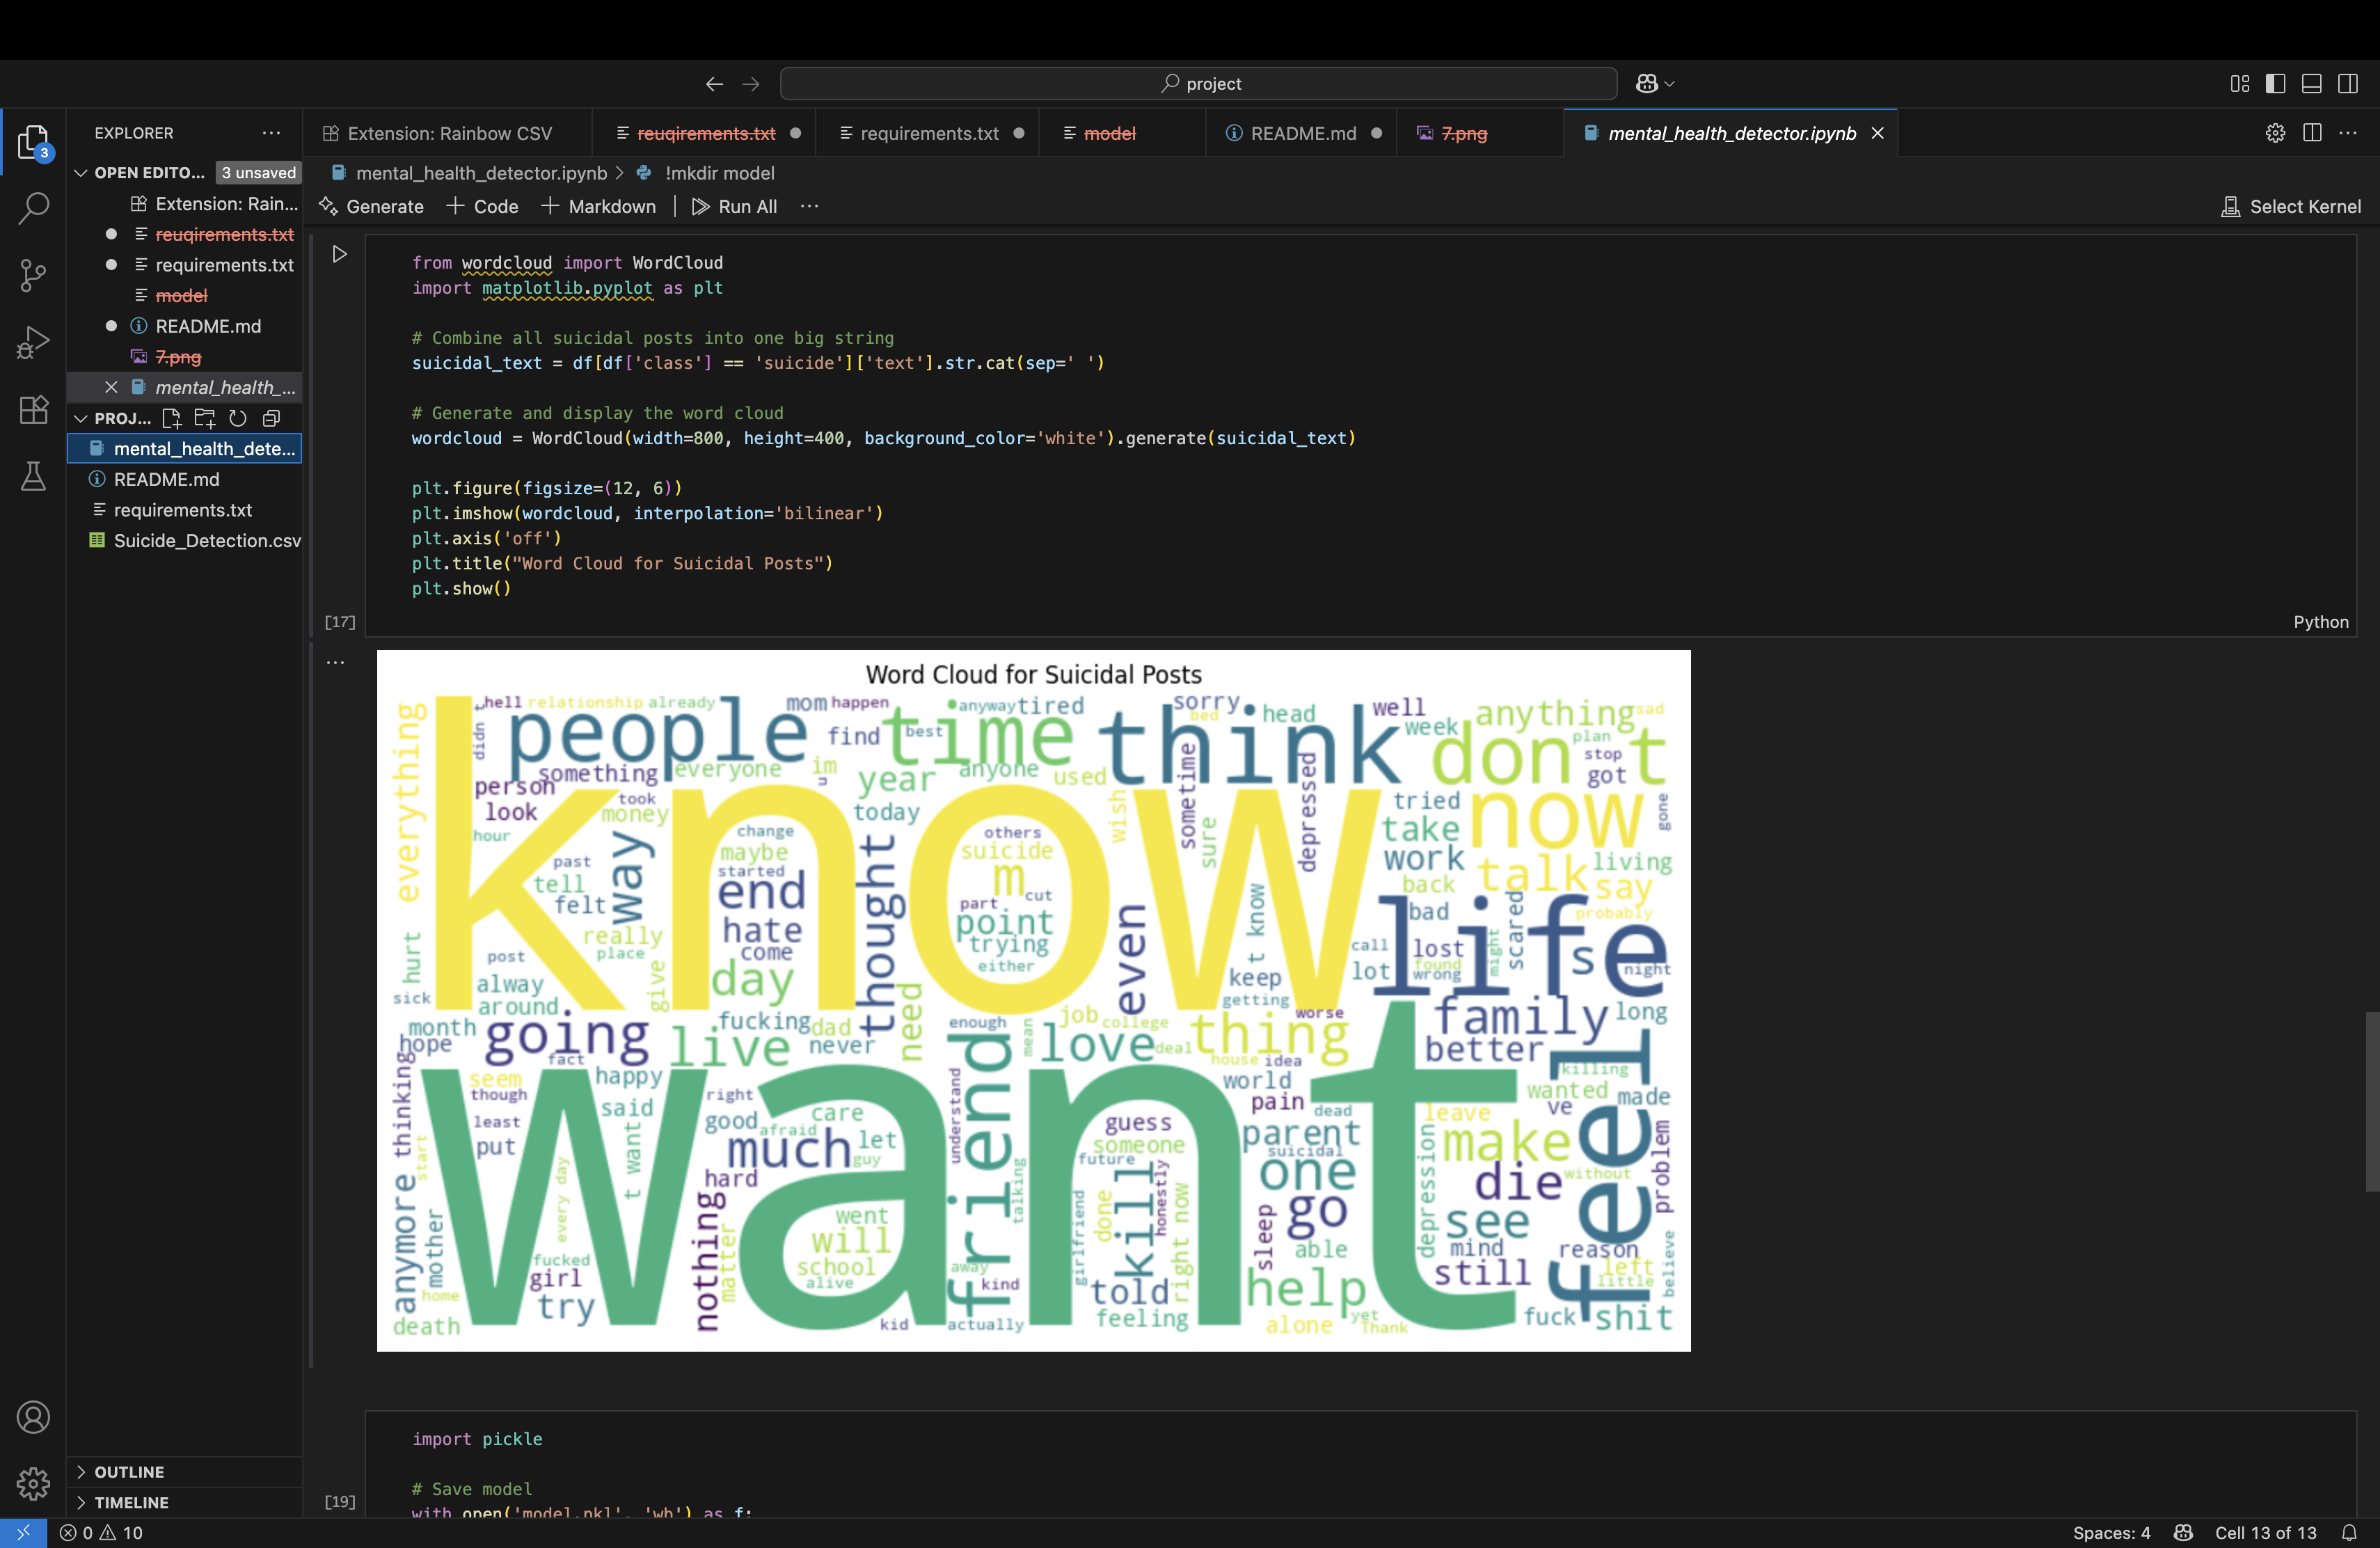 project
EXPLORER
Extension: Rainbow CSV
reuqirements.txt
requirements.txt
model
README.md
7.png
mental_health_detector.ipynb
OPEN EDITO...
3 unsaved
3
Extension: Rain...
reuqirements.txt
requirements.txt
model
README.md
7.png
mental_health_...
PROJ...
mental_health_dete...
README.md
requirements.txt
Suicide_Detection.csv
OUTLINE
TIMELINE
mental_health_detector.ipynb > !mkdir model
Generate + Code + Markdown | Run All ...
Select Kernel
from wordcloud import WordCloud
import matplotlib.pyplot as plt
# Combine all suicidal posts into one big string
suicidal_text = df[df['class'] == 'suicide']['text'].str.cat(sep=' ')
# Generate and display the word cloud
wordcloud = WordCloud(width=800, height=400, background_color='white').generate(suicidal_text)
plt.figure(figsize=(12, 6))
plt.imshow(wordcloud, interpolation='bilinear')
plt.axis('off')
plt.title("Word Cloud for Suicidal Posts")
plt.show()
[17]
Python
Word Cloud for Suicidal Posts
hell relationship already mom happen anyway tired sorry bed head well week anything sad
everything didn t people find time best think don t plan stop got
something everyone im u year anyone used sometime depressed
person look took money today wish sure tried now gone
know hour way change others suicide take work talk living say
past tell felt maybe started end thought m cut part point trying either back bad probably
hurt really place hate come even t know call lost found wrong lot might scared life s night
sick post alway around give day need keep getting
month hope going fact live fucking dad never enough mean job college love deal thing worse house idea family long better
thinking seem though happy right friend world killing wanted ve made
want least put said good afraid care let guy much understand guess someone future pain dead parent suicidal leave make feel problem
anymore mother start every day t want hard nothing matter talking girlfriend done kill honestly right now one go sleep depression die without see
fucked girl try went will school alive away kind told able help mind reason still left little believe
home death kid actually feeling alone yet Thank fuck shit
import pickle
# Save model
with open('model.pkl', 'wb') as f:
[19]
0 10
Spaces: 4
Cell 13 of 13